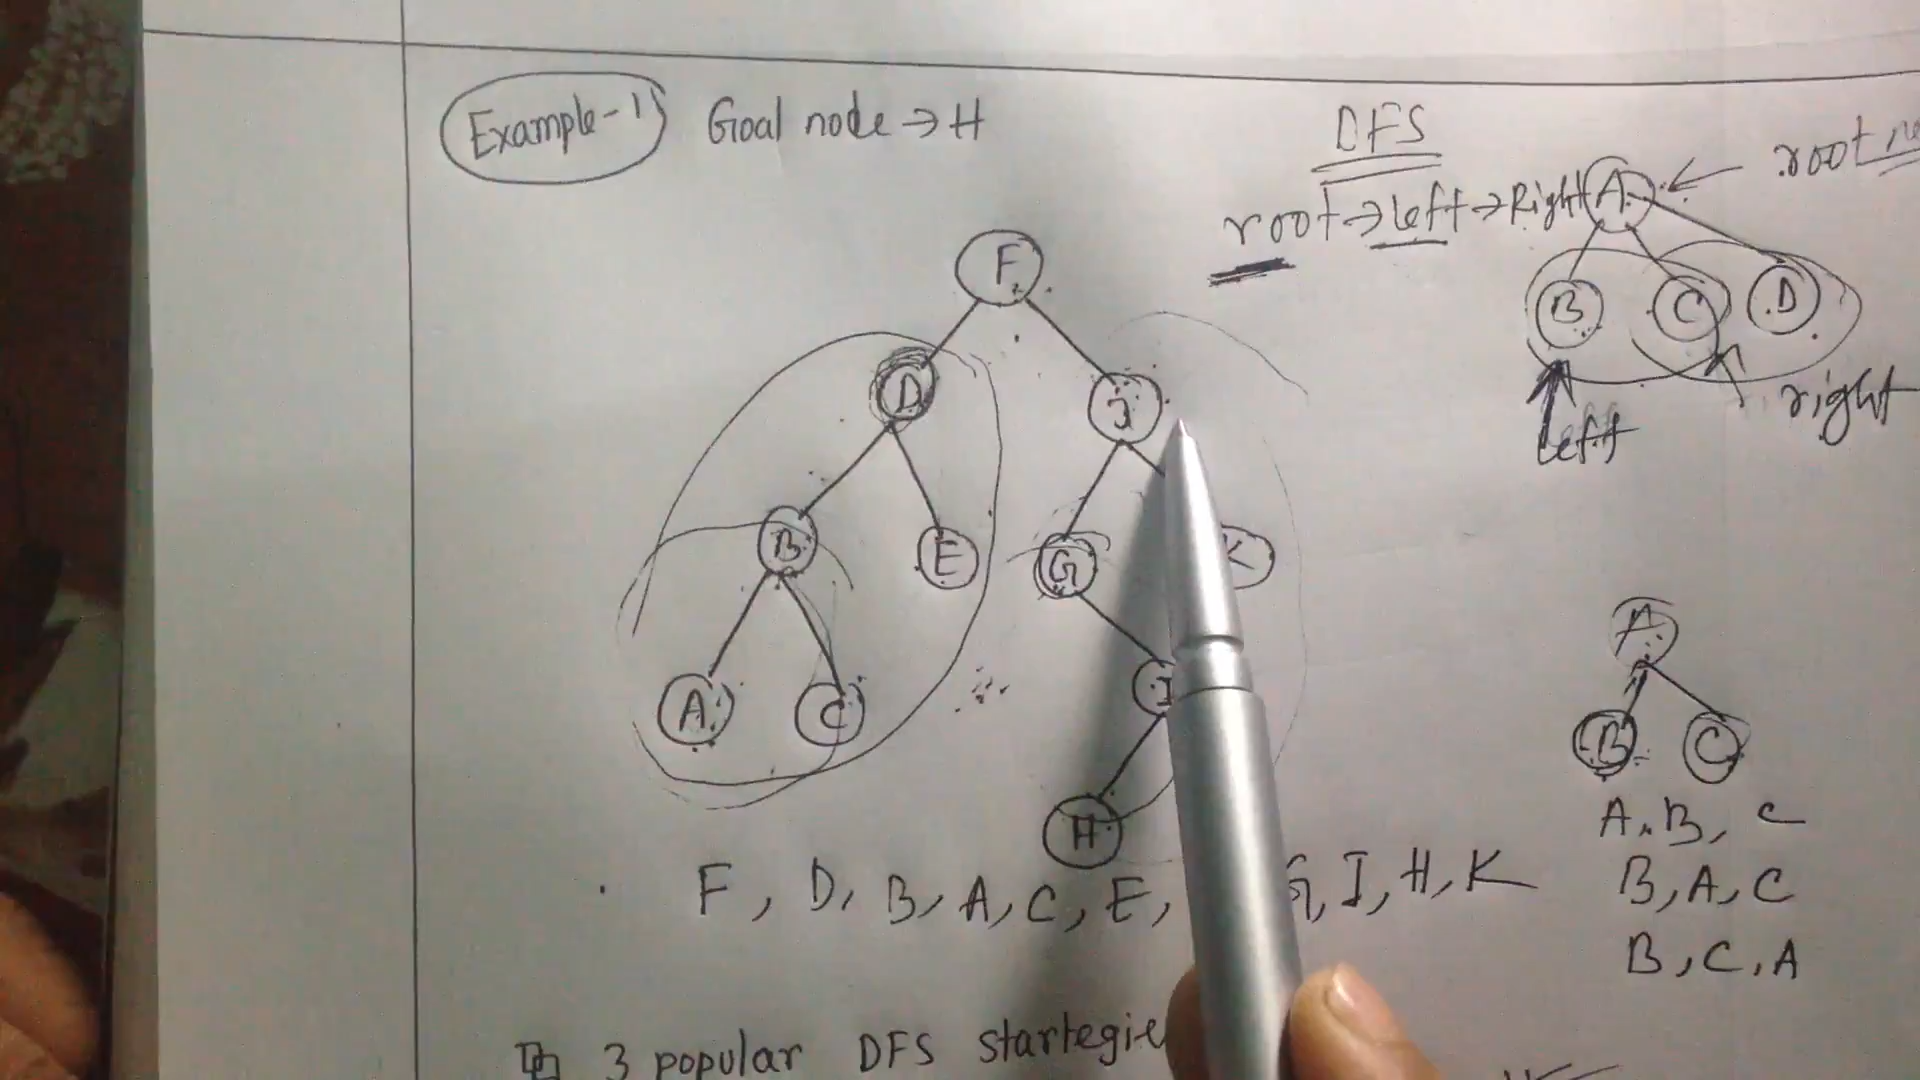 Example-1 Goal node → H
DFS
root → Left → Right
root
A
B C D
left
right
F
D J
B E G K
A C I
H
F, D, B, A, C, E, G, I, H, K
A
B C
A, B, C
B, A, C
B, C, A
3 popular DFS startegie